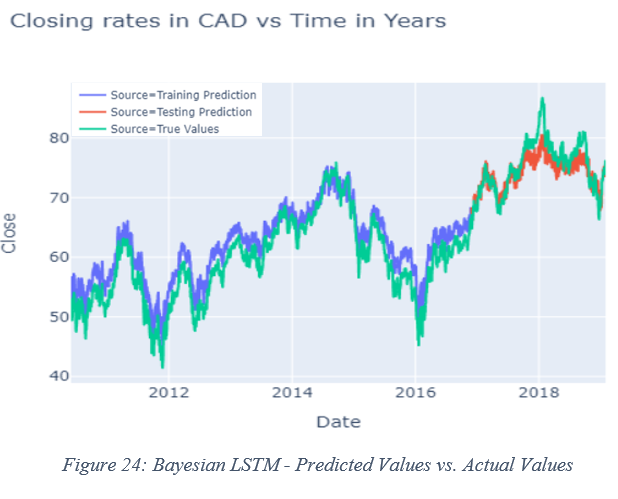 Closing rates in CAD vs Time in Years
Source=Training Prediction
Source=Testing Prediction
Source=True Values
80
70
60
50
40
Close
2012 2014 2016 2018
Date
Figure 24: Bayesian LSTM - Predicted Values vs. Actual Values